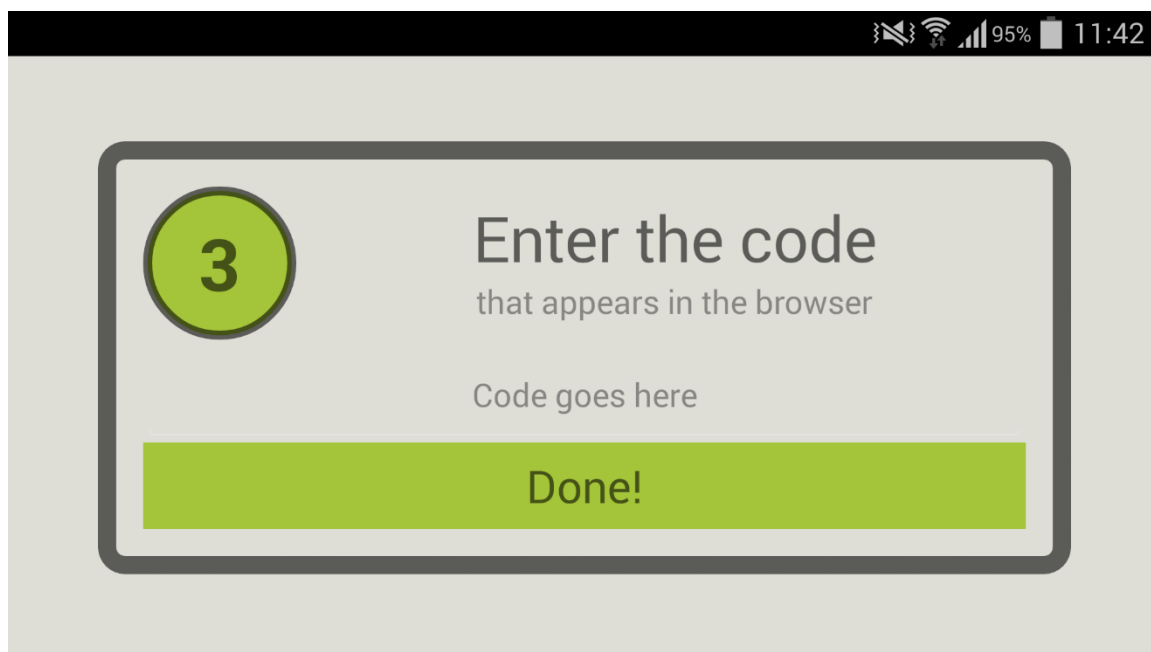 95% 11:42
3
Enter the code
that appears in the browser
Code goes here
Done!